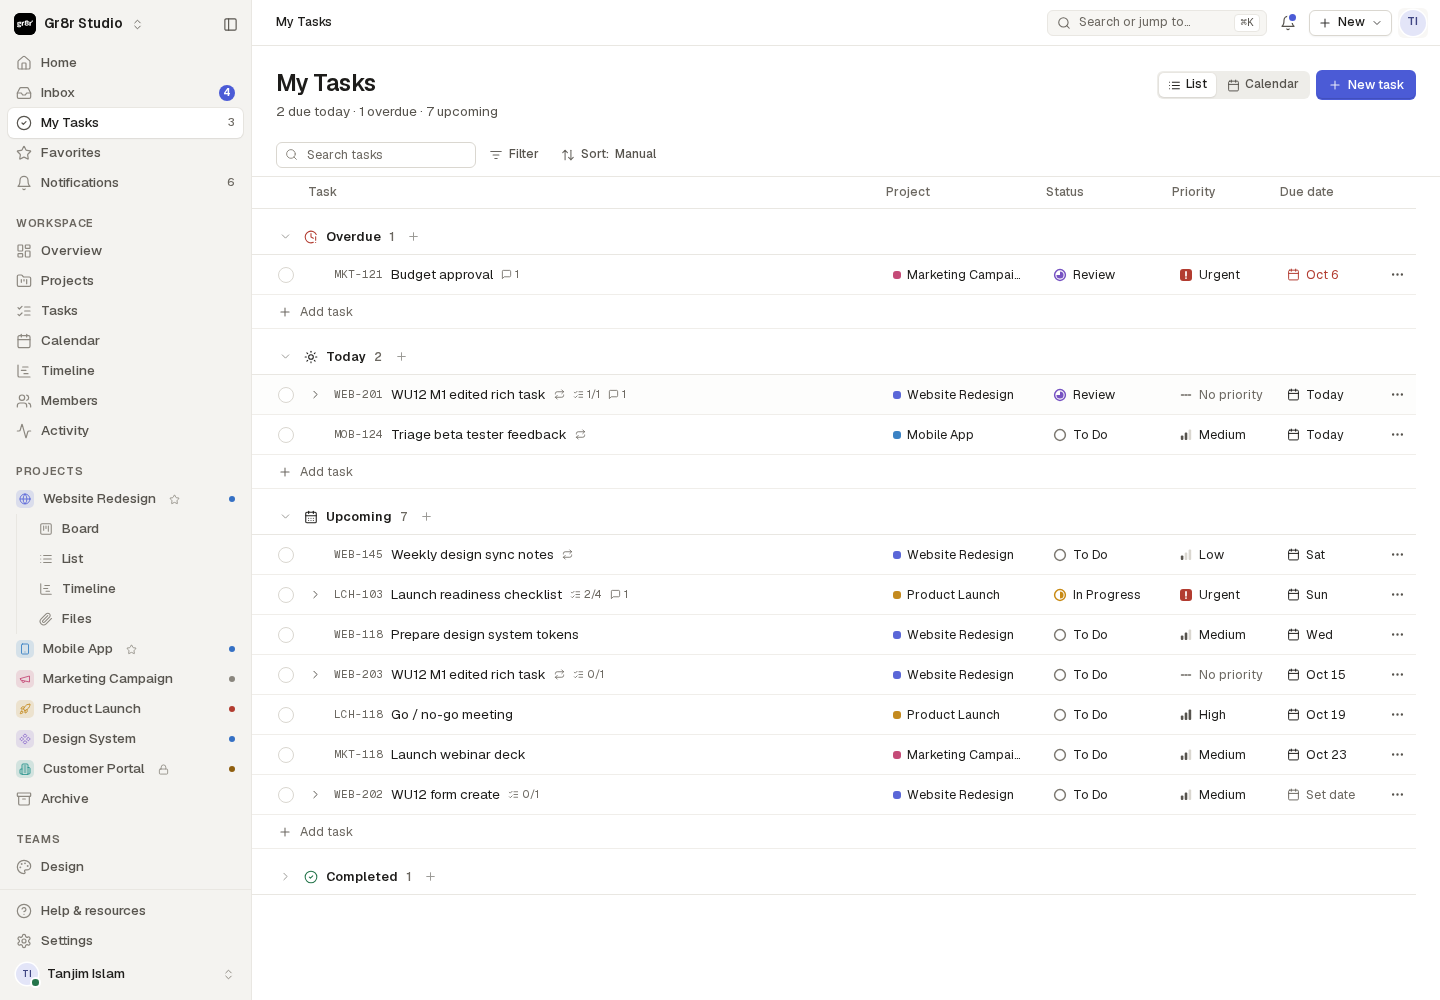 gr8r Gr8r Studio
Home
Inbox 4
My Tasks 3
Favorites
Notifications 6
WORKSPACE
Overview
Projects
Tasks
Calendar
Timeline
Members
Activity
PROJECTS
Website Redesign
Board
List
Timeline
Files
Mobile App
Marketing Campaign
Product Launch
Design System
Customer Portal
Archive
TEAMS
Design
Help & resources
Settings
TI Tanjim Islam
My Tasks Search or jump to... ⌘K New TI
My Tasks List Calendar New task
2 due today · 1 overdue · 7 upcoming
Search tasks Filter Sort: Manual
Task Project Status Priority Due date
Overdue 1
MKT-121 Budget approval 1 Marketing Campai... Review Urgent Oct 6
Add task
Today 2
WEB-201 WU12 M1 edited rich task 1/1 1 Website Redesign Review No priority Today
MOB-124 Triage beta tester feedback Mobile App To Do Medium Today
Add task
Upcoming 7
WEB-145 Weekly design sync notes Website Redesign To Do Low Sat
LCH-103 Launch readiness checklist 2/4 1 Product Launch In Progress Urgent Sun
WEB-118 Prepare design system tokens Website Redesign To Do Medium Wed
WEB-203 WU12 M1 edited rich task 0/1 Website Redesign To Do No priority Oct 15
LCH-118 Go / no-go meeting Product Launch To Do High Oct 19
MKT-118 Launch webinar deck Marketing Campai... To Do Medium Oct 23
WEB-202 WU12 form create 0/1 Website Redesign To Do Medium Set date
Add task
Completed 1